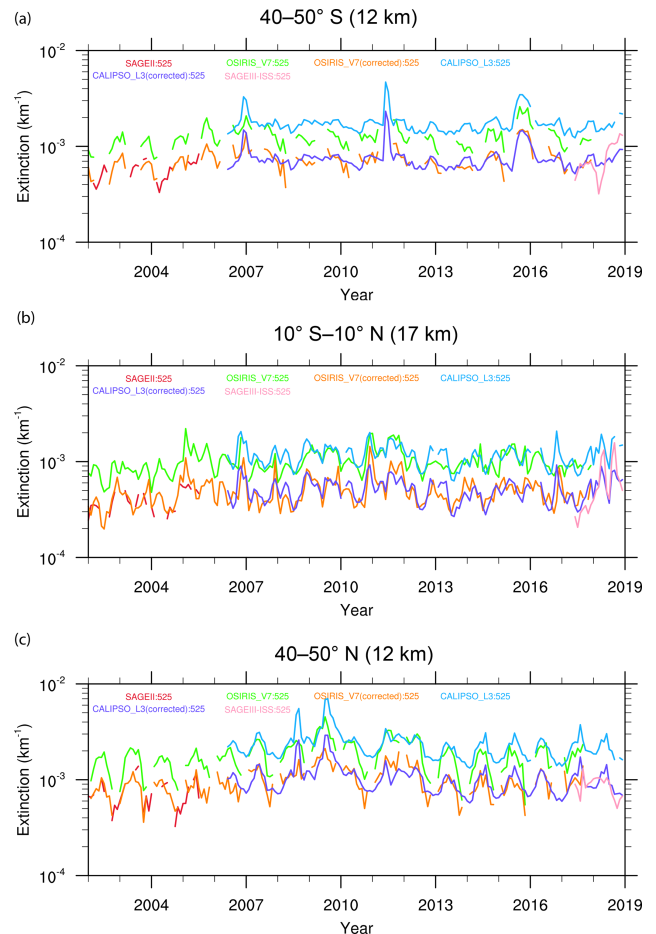 (a)
40–50° S (12 km)
10-2
SAGEII:525 OSIRIS_V7:525 OSIRIS_V7(corrected):525 CALIPSO_L3:525
CALIPSO_L3(corrected):525 SAGEIII-ISS:525
10-3
Extinction (km-1)
10-4
2004 2007 2010 2013 2016 2019
Year
(b)
10° S–10° N (17 km)
10-2
SAGEII:525 OSIRIS_V7:525 OSIRIS_V7(corrected):525 CALIPSO_L3:525
CALIPSO_L3(corrected):525 SAGEIII-ISS:525
10-3
Extinction (km-1)
10-4
2004 2007 2010 2013 2016 2019
Year
(c)
40–50° N (12 km)
10-2
SAGEII:525 OSIRIS_V7:525 OSIRIS_V7(corrected):525 CALIPSO_L3:525
CALIPSO_L3(corrected):525 SAGEIII-ISS:525
10-3
Extinction (km-1)
10-4
2004 2007 2010 2013 2016 2019
Year